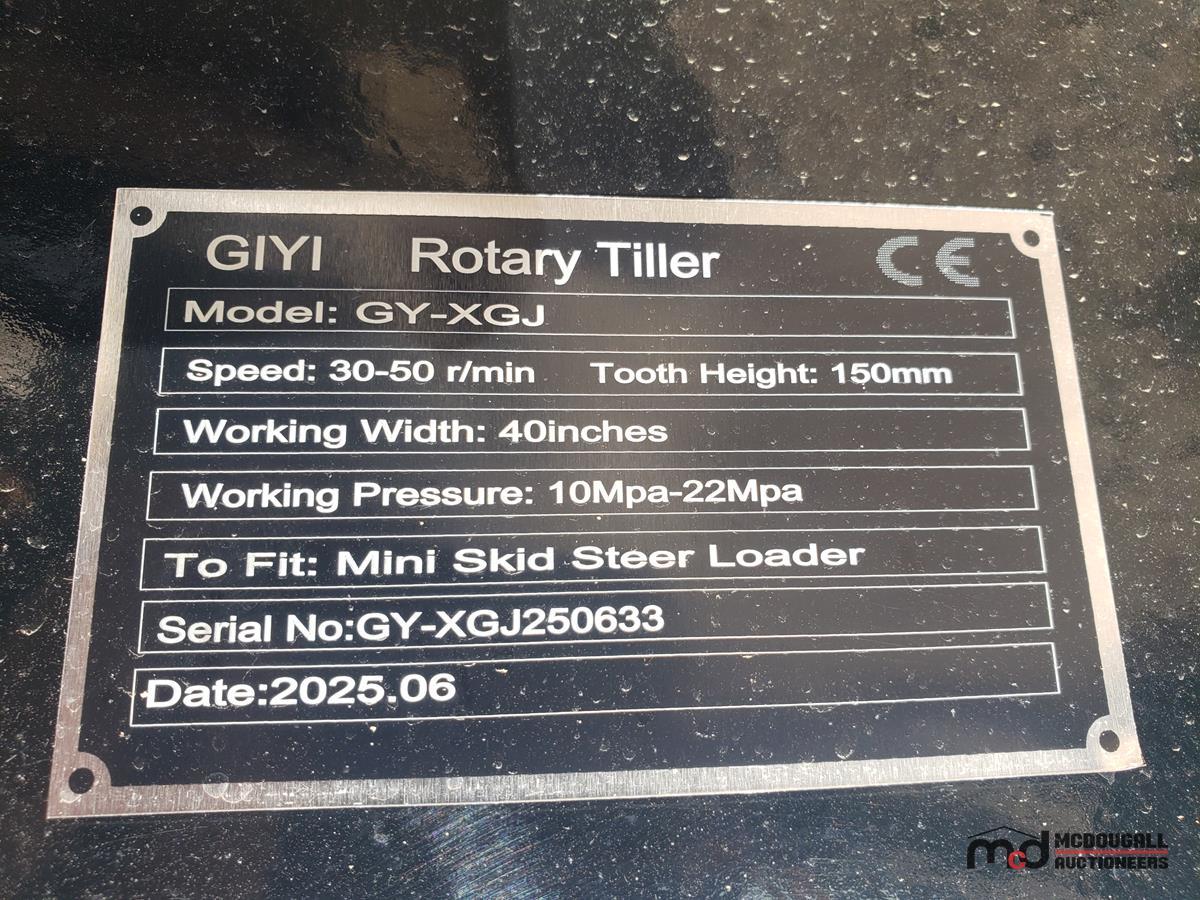 GIYI Rotary Tiller CE
Model: GY-XGJ
Speed: 30-50 r/min Tooth Height: 150mm
Working Width: 40inches
Working Pressure: 10Mpa-22Mpa
To Fit: Mini Skid Steer Loader
Serial No:GY-XGJ250633
Date:2025.06
mcd MCDOUGALL
AUCTIONEERS